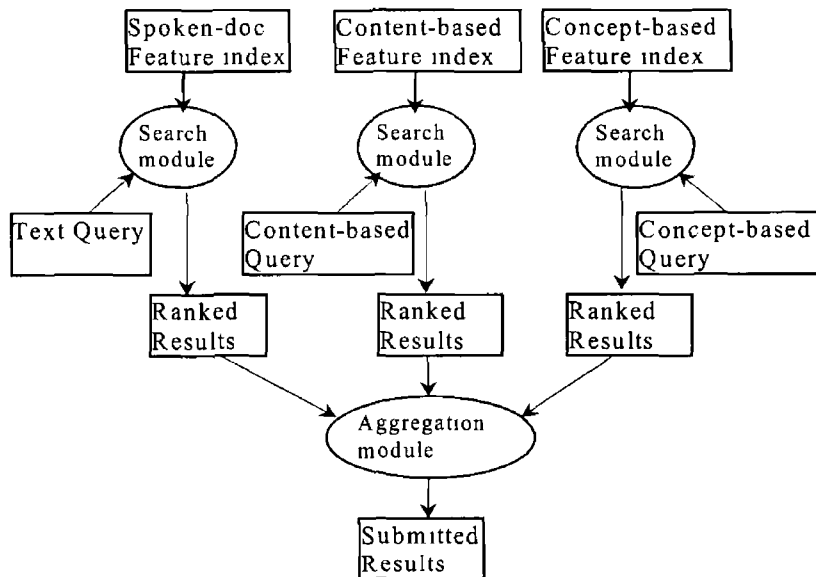 Spoken-doc
Feature index
Content-based
Feature index
Concept-based
Feature index
Search
module
Search
module
Search
module
Text Query
Content-based
Query
Concept-based
Query
Ranked
Results
Ranked
Results
Ranked
Results
Aggregation
module
Submitted
Results